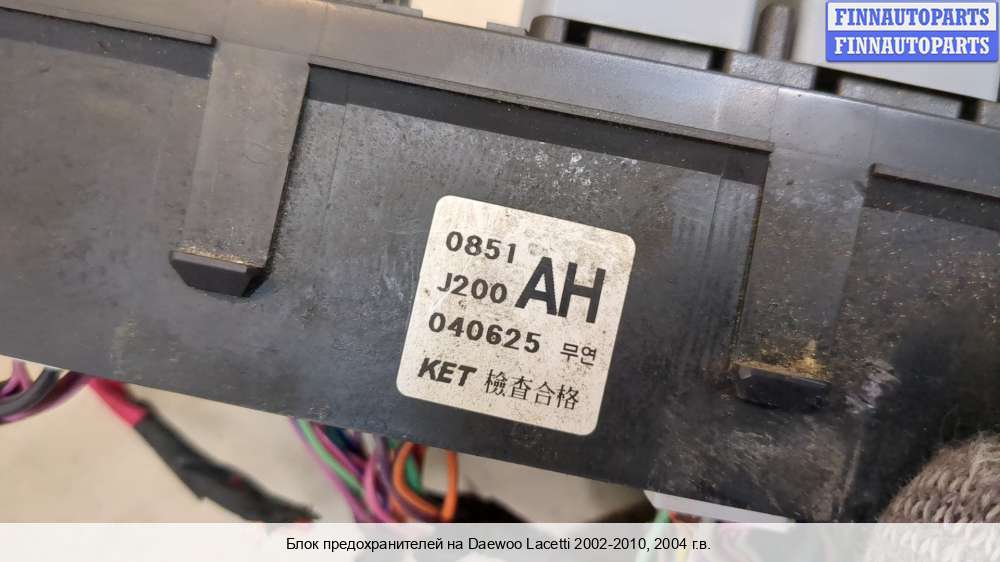 FINNAUTOPARTS
FINNAUTOPARTS
0851
J200 AH
040625 무연
KET 檢査合格
Блок предохранителей на Daewoo Lacetti 2002-2010, 2004 г.в.